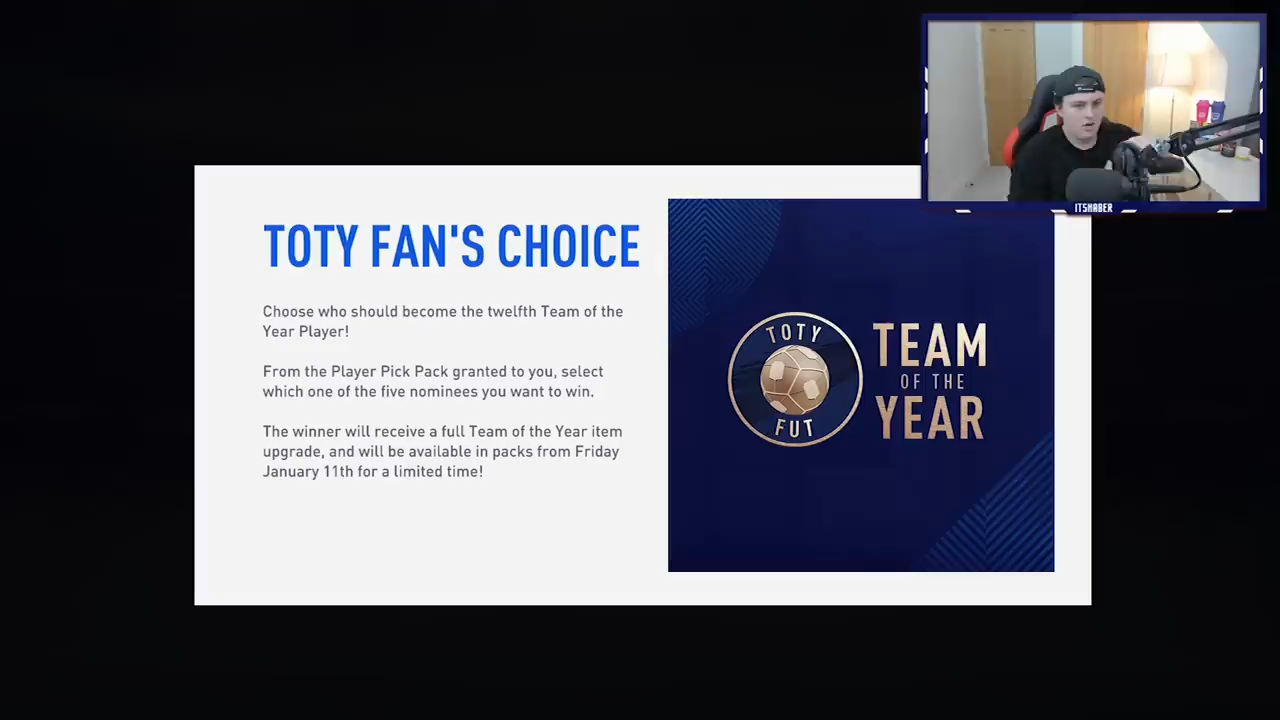 ITSHABER
TOTY FAN'S CHOICE
Choose who should become the twelfth Team of the
Year Player!
From the Player Pick Pack granted to you, select
which one of the five nominees you want to win.
The winner will receive a full Team of the Year item
upgrade, and will be available in packs from Friday
January 11th for a limited time!
TOTY
FUT
TEAM
OF THE
YEAR